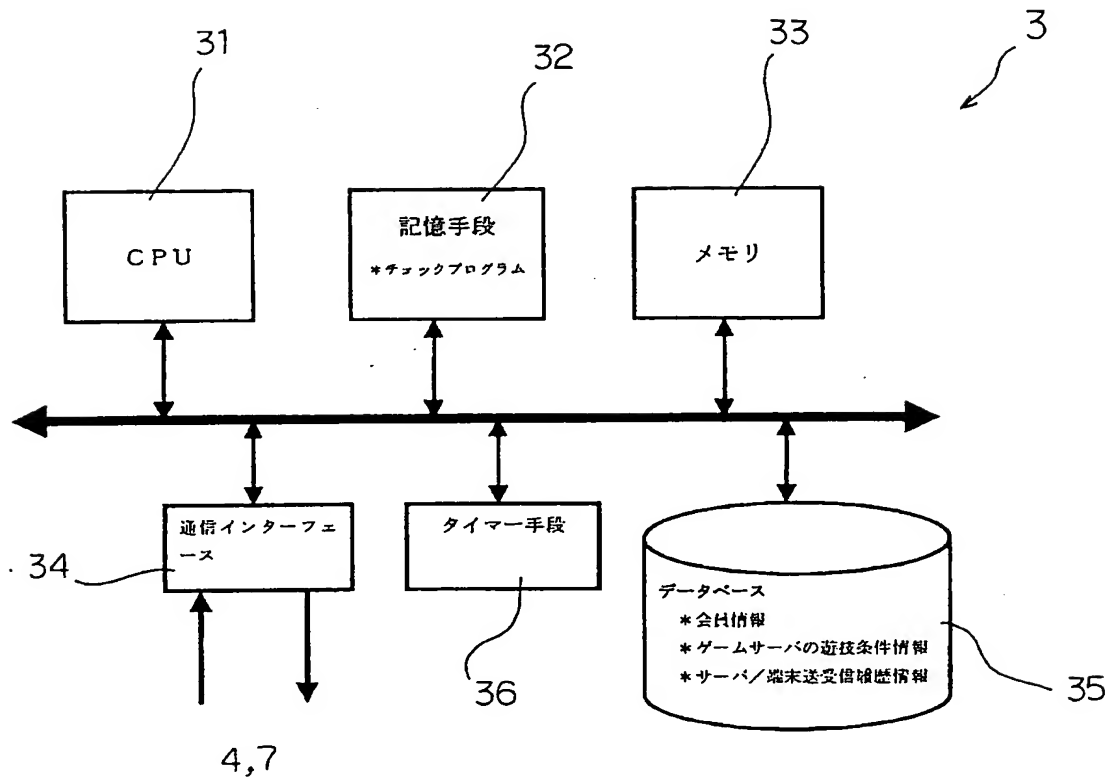 31
32
33
3
CPU
記憶手段
*チェックプログラム
メモリ
通信インターフェ
ース
タイマー手段
データベース
*会員情報
*ゲームサーバの遊技条件情報
*サーバ/端末送受信履歴情報
34
36
35
4,7